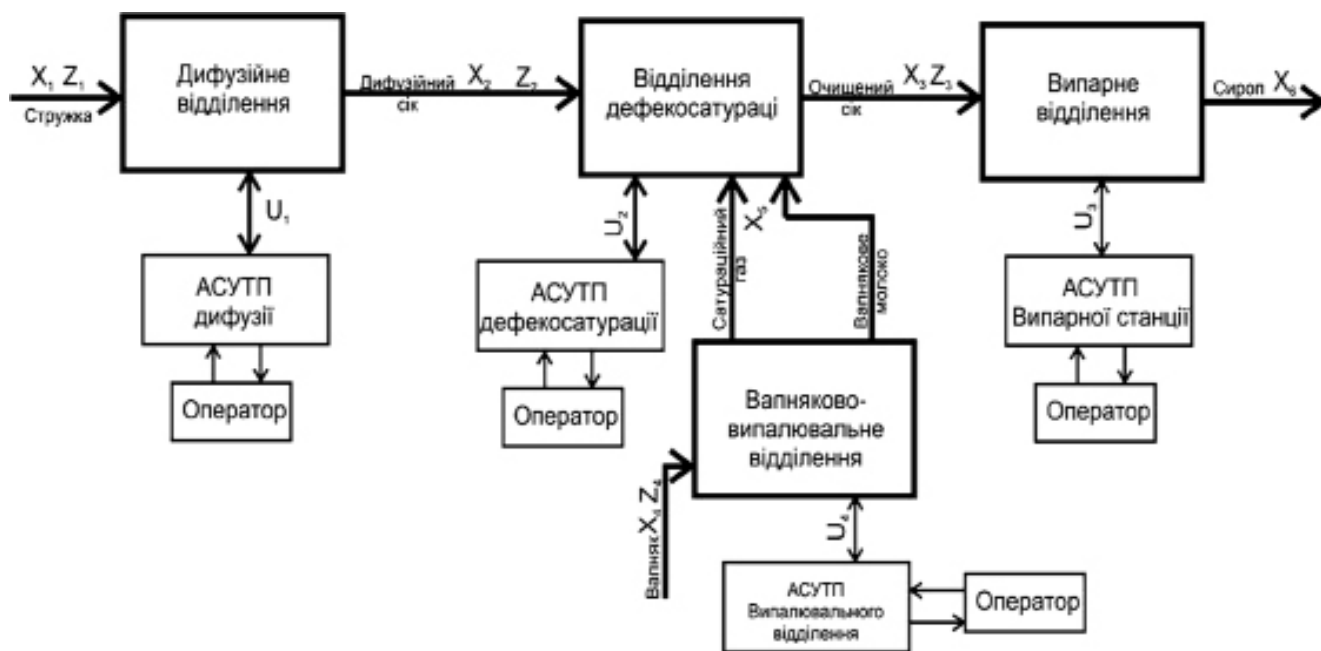 X₁ Z₁
Стружка
Дифузійне
відділення
Дифузійний
сік
X₂
Z₂
Відділення
дефекосатураці
Очищений
сік
X₃ Z₃
Випарне
відділення
Сироп X₆
U₁
U₂
Сатураційний
газ
X₅
Вапнякове
молоко
U₃
АСУТП
дифузії
АСУТП
дефекосатурації
АСУТП
Випарної станції
Оператор
Оператор
Оператор
Вапняково-
випалювальне
відділення
Вапняк X₄ Z₄
U₄
АСУТП
Випалювального
відділення
Оператор